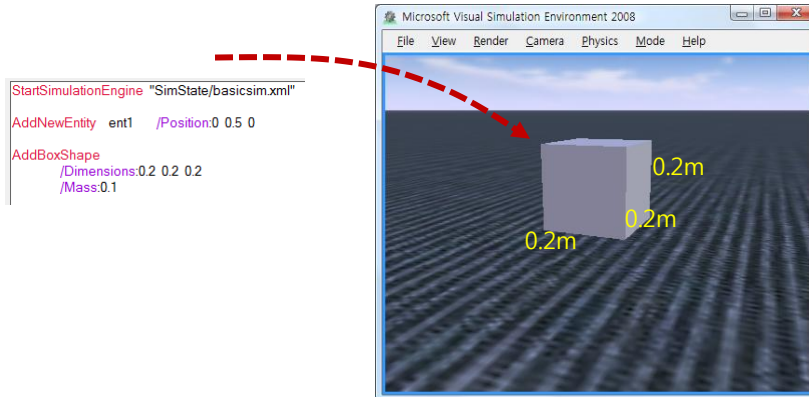 Microsoft Visual Simulation Environment 2008
File View Render Camera Physics Mode Help
StartSimulationEngine "SimState/basicsim.xml"
AddNewEntity ent1 /Position:0 0.5 0
AddBoxShape
/Dimensions:0.2 0.2 0.2
/Mass:0.1
0.2m
0.2m
0.2m